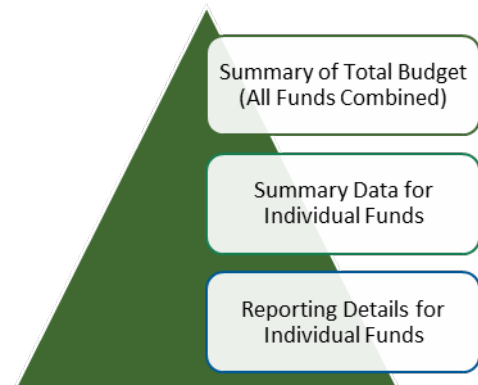 Summary of Total Budget
(All Funds Combined)
Summary Data for
Individual Funds
Reporting Details for
Individual Funds